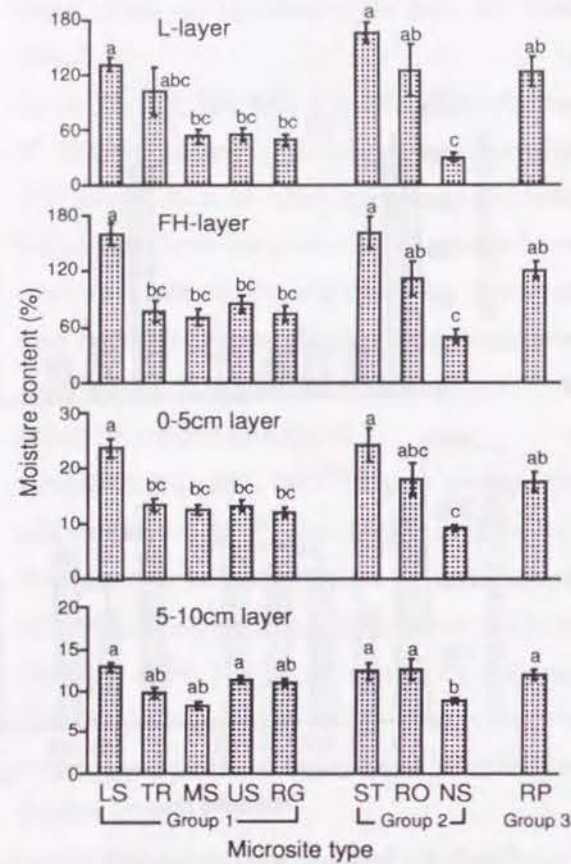 180
L-layer
120
60
0
a
abc
bc
bc
bc
a
ab
c
ab
180
FH-layer
120
60
0
a
bc
bc
bc
bc
a
ab
c
ab
Moisture content (%)
30
0-5cm layer
20
10
0
a
bc
bc
bc
bc
a
abc
c
ab
20
5-10cm layer
15
10
5
0
a
ab
ab
a
ab
a
a
b
a
LS TR MS US RG ST RO NS RP
Group 1 Group 2 Group 3
Microsite type